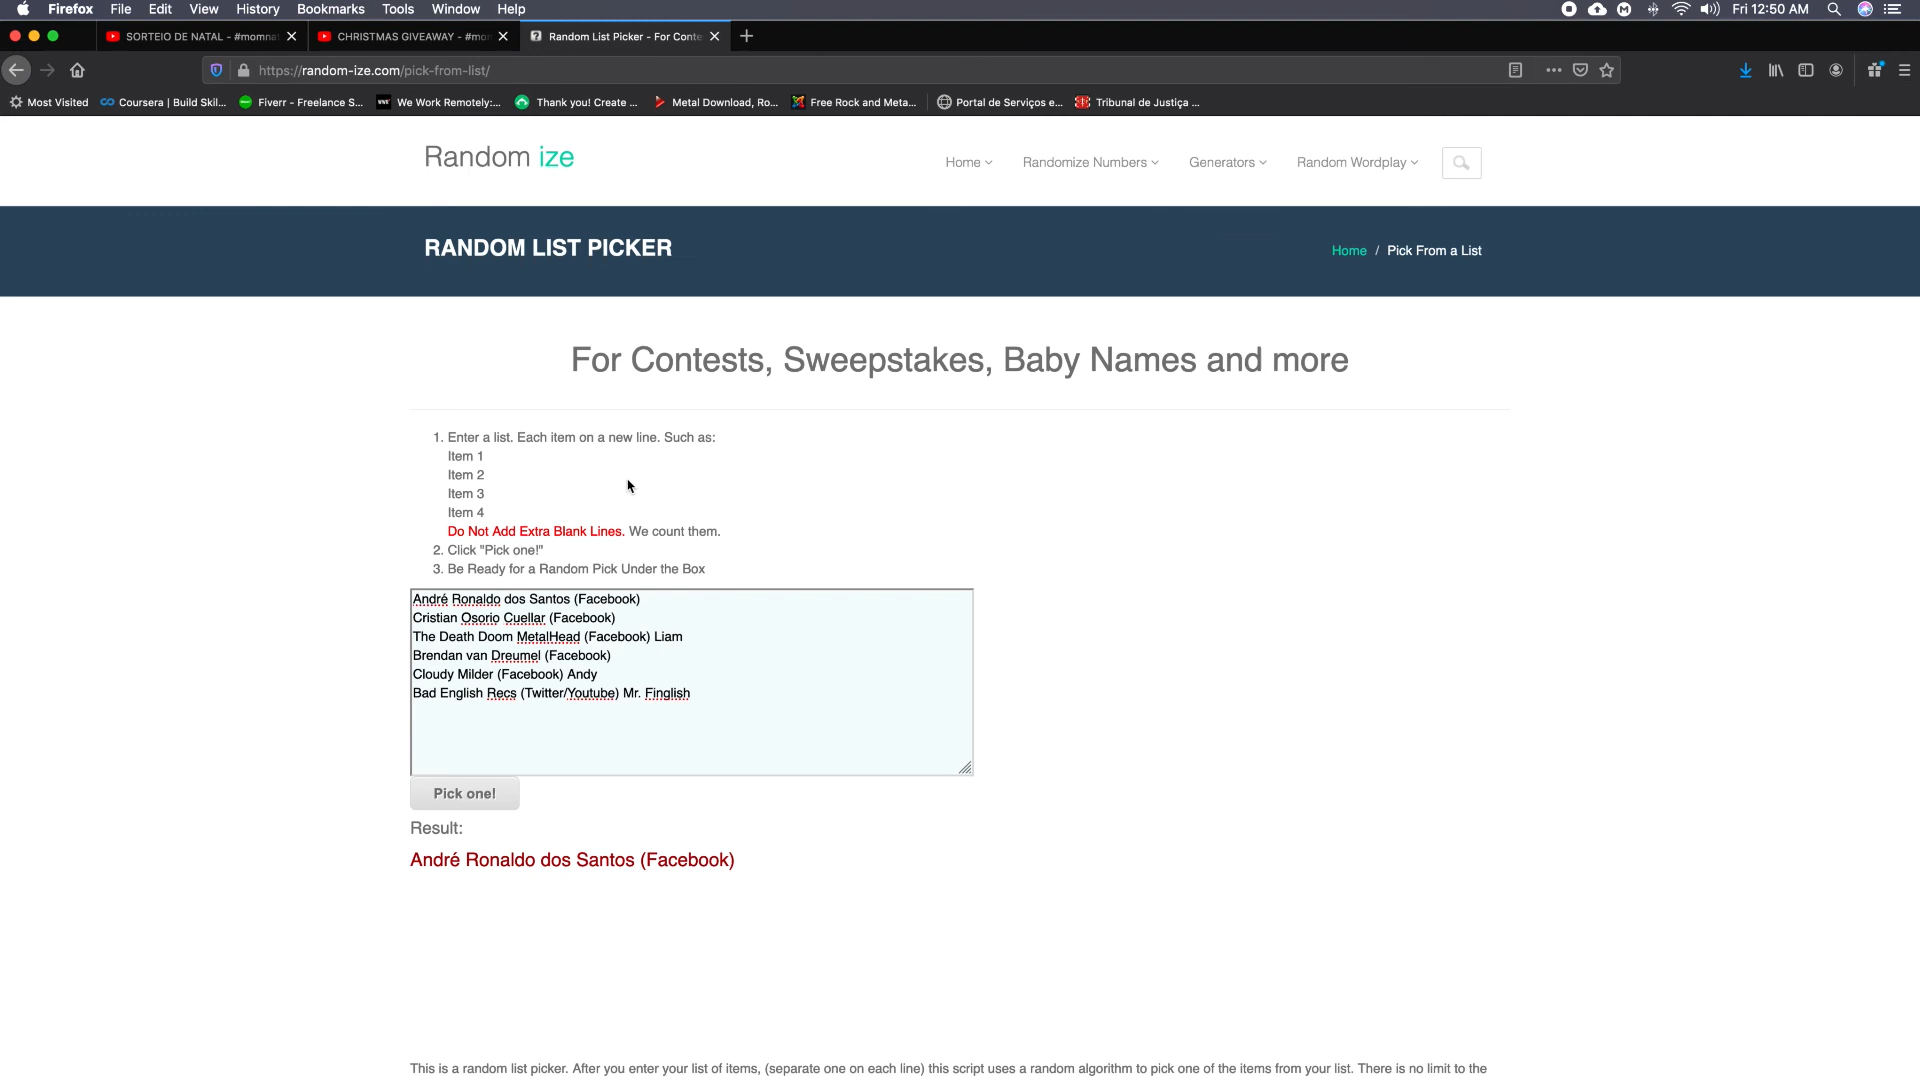 Firefox File Edit View History Bookmarks Tools Window Help Fri 12:50 AM
SORTEIO DE NATAL - #momna CHRISTMAS GIVEAWAY - #mo Random List Picker - For Conte
https://random-ize.com/pick-from-list/
Most Visited Coursera | Build Skil... Fiverr - Freelance S... We Work Remotely:... Thank you! Create ... Metal Download, Ro... Free Rock and Meta... Portal de Serviços e... Tribunal de Justiça ...
Random ize
Home Randomize Numbers Generators Random Wordplay
RANDOM LIST PICKER
Home / Pick From a List
For Contests, Sweepstakes, Baby Names and more
1. Enter a list. Each item on a new line. Such as:
Item 1
Item 2
Item 3
Item 4
Do Not Add Extra Blank Lines. We count them.
2. Click "Pick one!"
3. Be Ready for a Random Pick Under the Box
André Ronaldo dos Santos (Facebook)
Cristian Osorio Cuellar (Facebook)
The Death Doom MetalHead (Facebook) Liam
Brendan van Dreumel (Facebook)
Cloudy Milder (Facebook) Andy
Bad English Recs (Twitter/Youtube) Mr. Finglish
Pick one!
Result:
André Ronaldo dos Santos (Facebook)
This is a random list picker. After you enter your list of items, (separate one on each line) this script uses a random algorithm to pick one of the items from your list. There is no limit to the